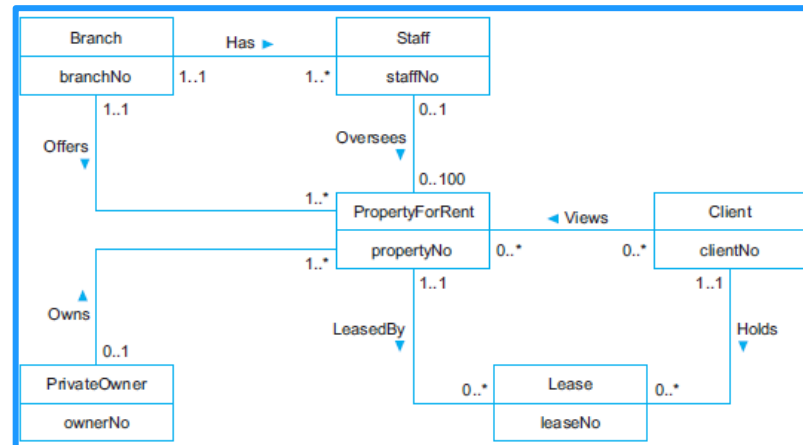 Branch
Has
Staff
branchNo
1..1
1..*
staffNo
1..1
0..1
Offers
Oversees
0..100
1..*
PropertyForRent
Views
Client
propertyNo
1..*
0..*
0..*
clientNo
1..1
1..1
Owns
LeasedBy
Holds
0..1
PrivateOwner
0..*
Lease
0..*
ownerNo
leaseNo